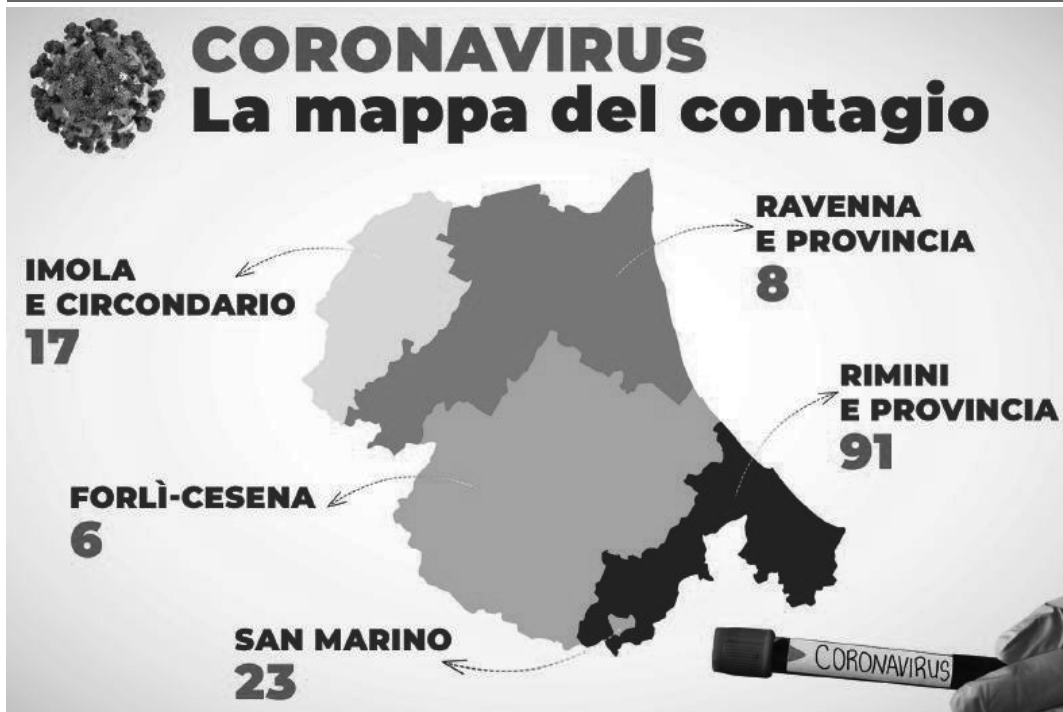 CORONAVIRUS
La mappa del contagio
RAVENNA
E PROVINCIA
8
IMOLA
E CIRCONDARIO
17
RIMINI
E PROVINCIA
91
FORLÌ-CESENA
6
SAN MARINO
23
CORONAVIRUS